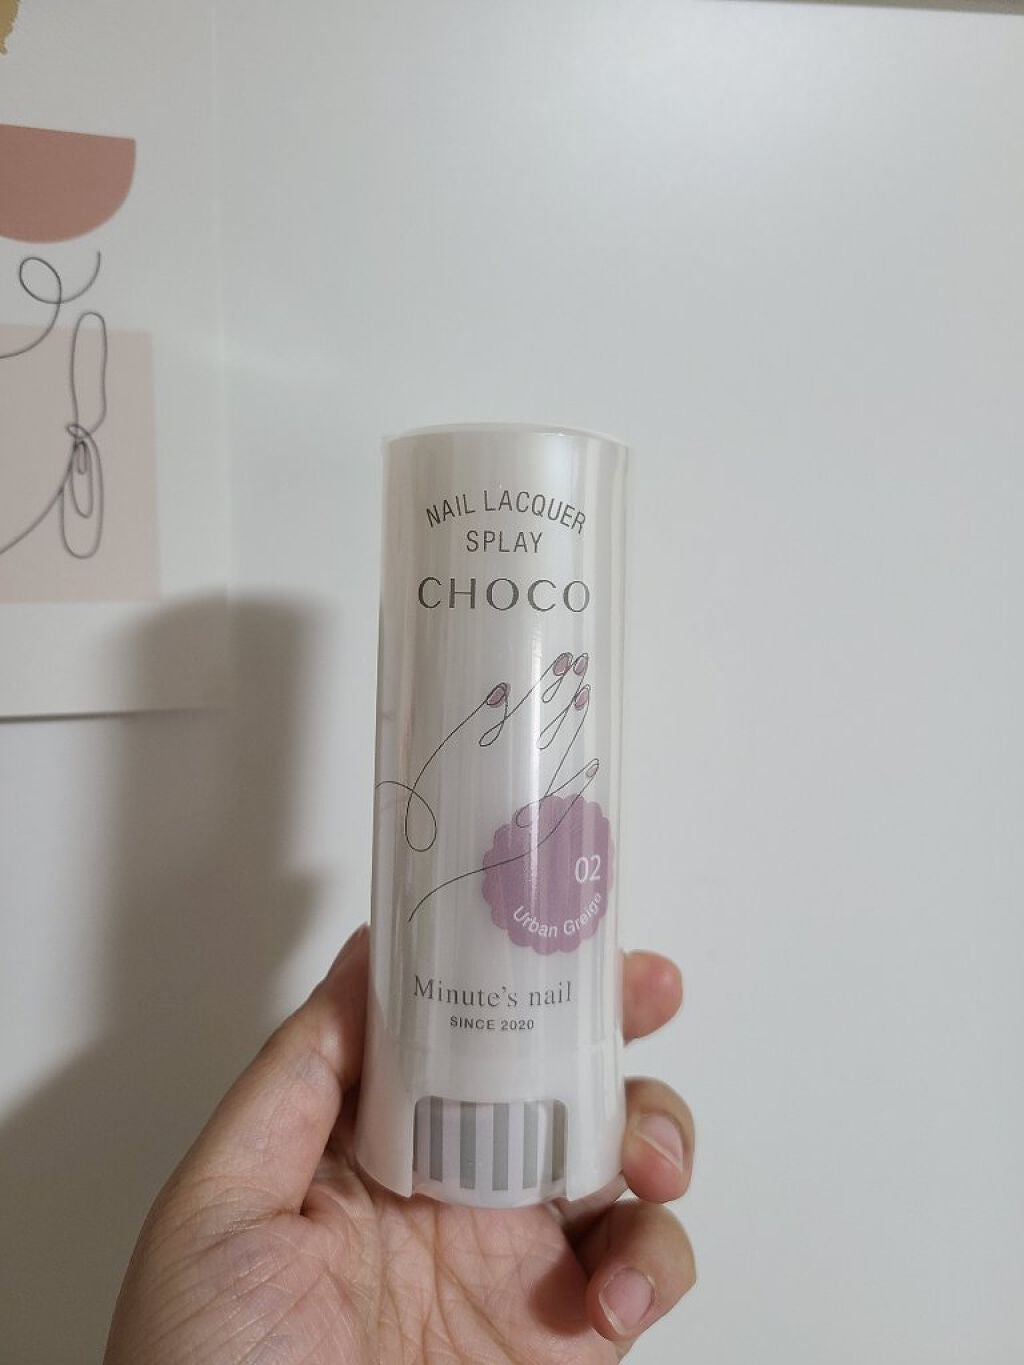 NAIL LACQUER
SPLAY
CHOCO
02
Urban Greige
Minute's nail
SINCE 2020